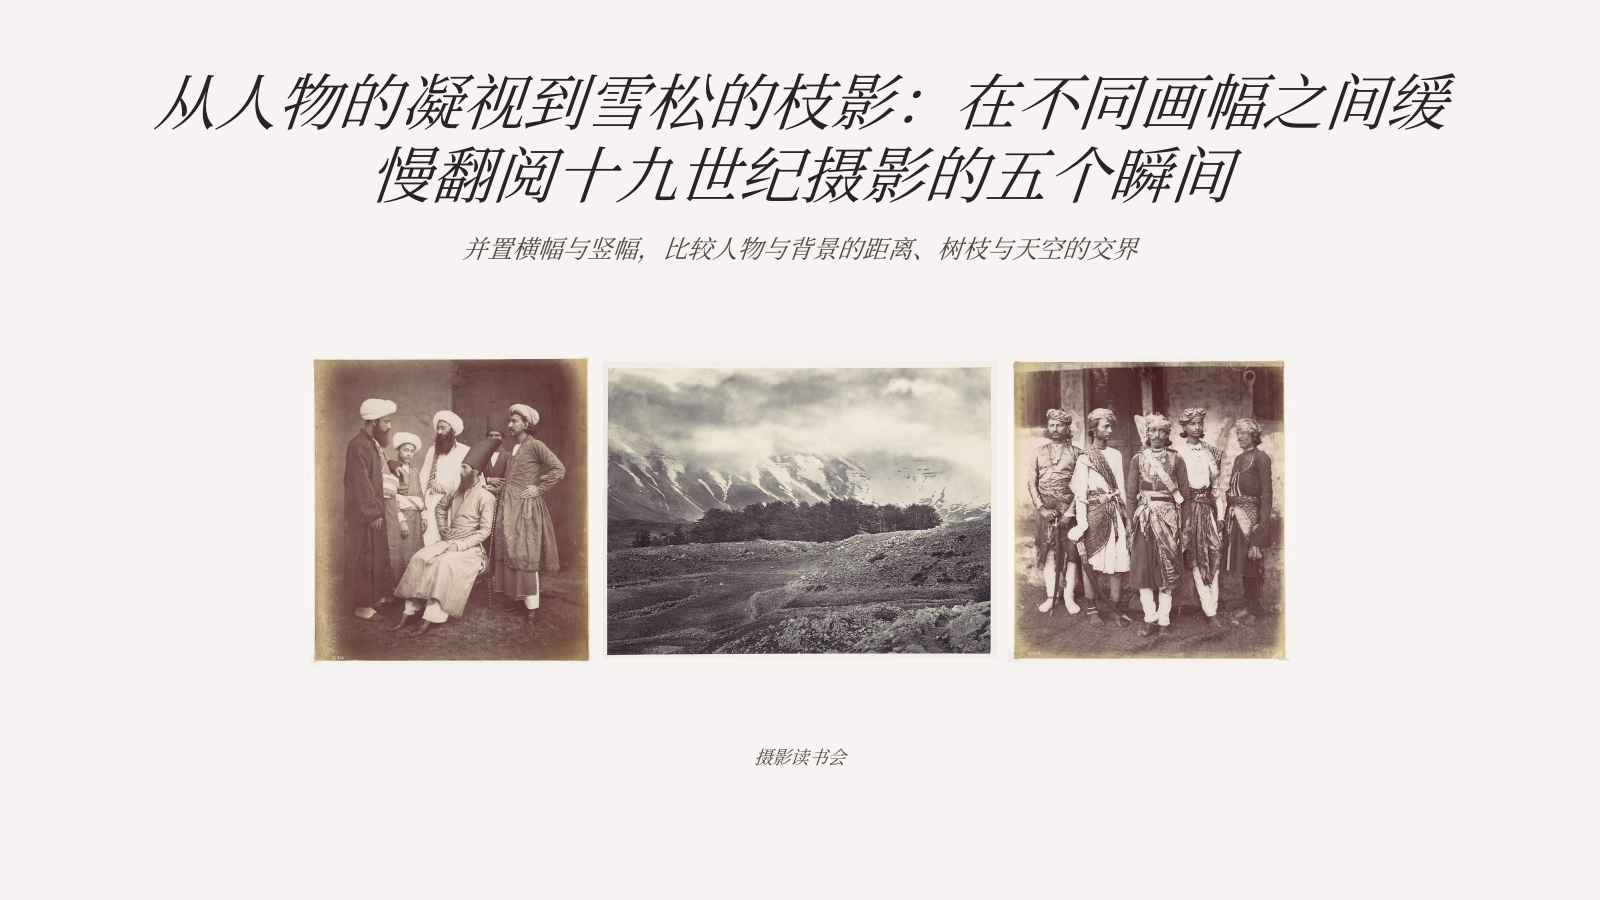 从人物的凝视到雪松的枝影：在不同画幅之间缓
慢翻阅十九世纪摄影的五个瞬间
并置横幅与竖幅，比较人物与背景的距离、树枝与天空的交界
摄影读书会